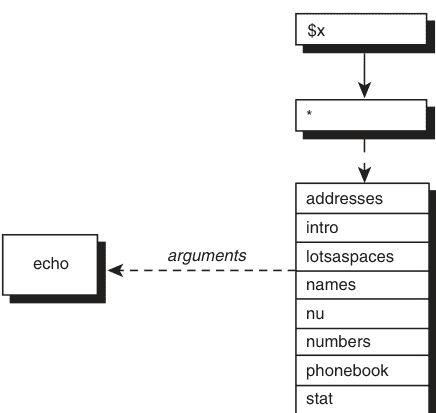 $x
*
addresses
intro
lotsaspaces
names
nu
numbers
phonebook
stat
arguments
echo